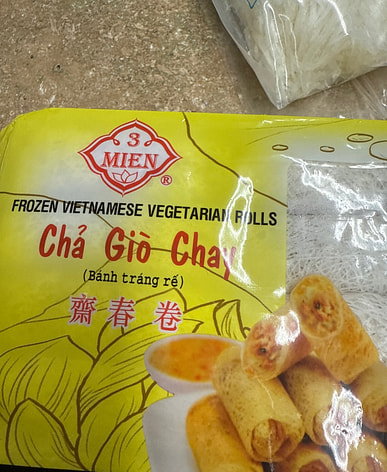 3
MIEN
®
FROZEN VIETNAMESE VEGETARIAN ROLLS
Chả Giò Chay
(Bánh tráng rế)
齋春卷